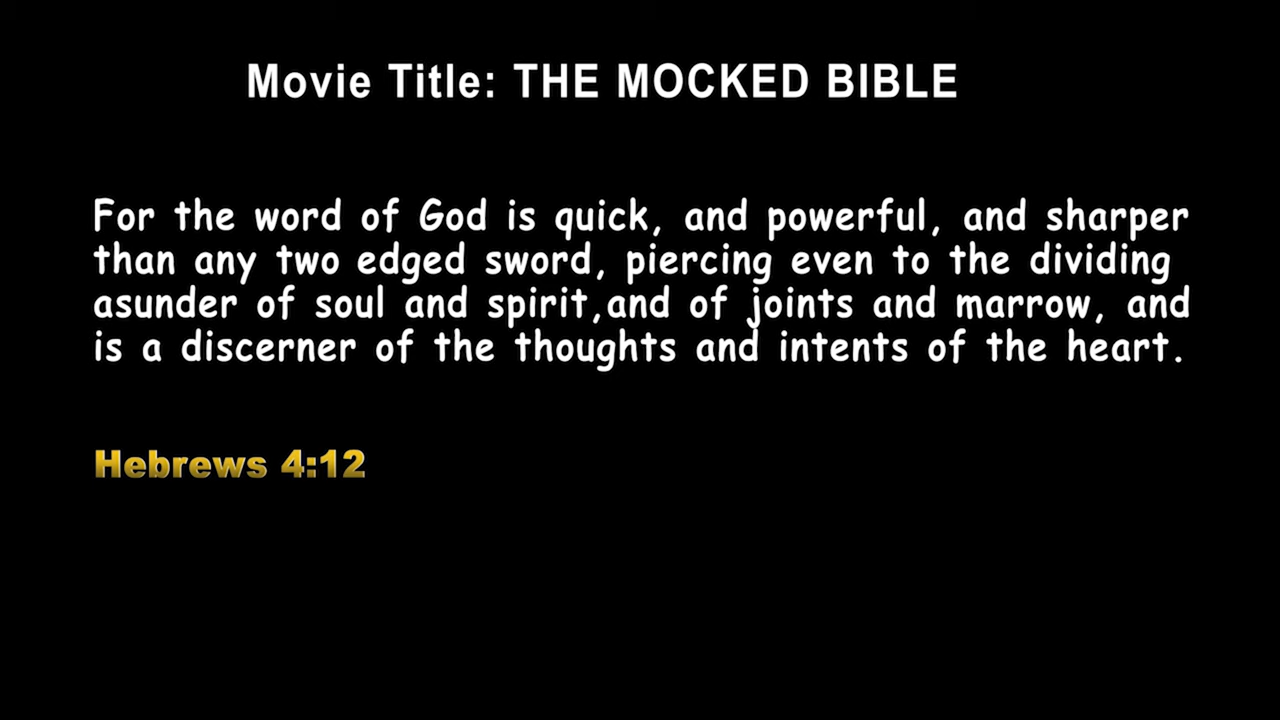 Movie Title: THE MOCKED BIBLE
For the word of God is quick, and powerful, and sharper
than any two edged sword, piercing even to the dividing
asunder of soul and spirit,and of joints and marrow, and
is a discerner of the thoughts and intents of the heart.
Hebrews 4:12